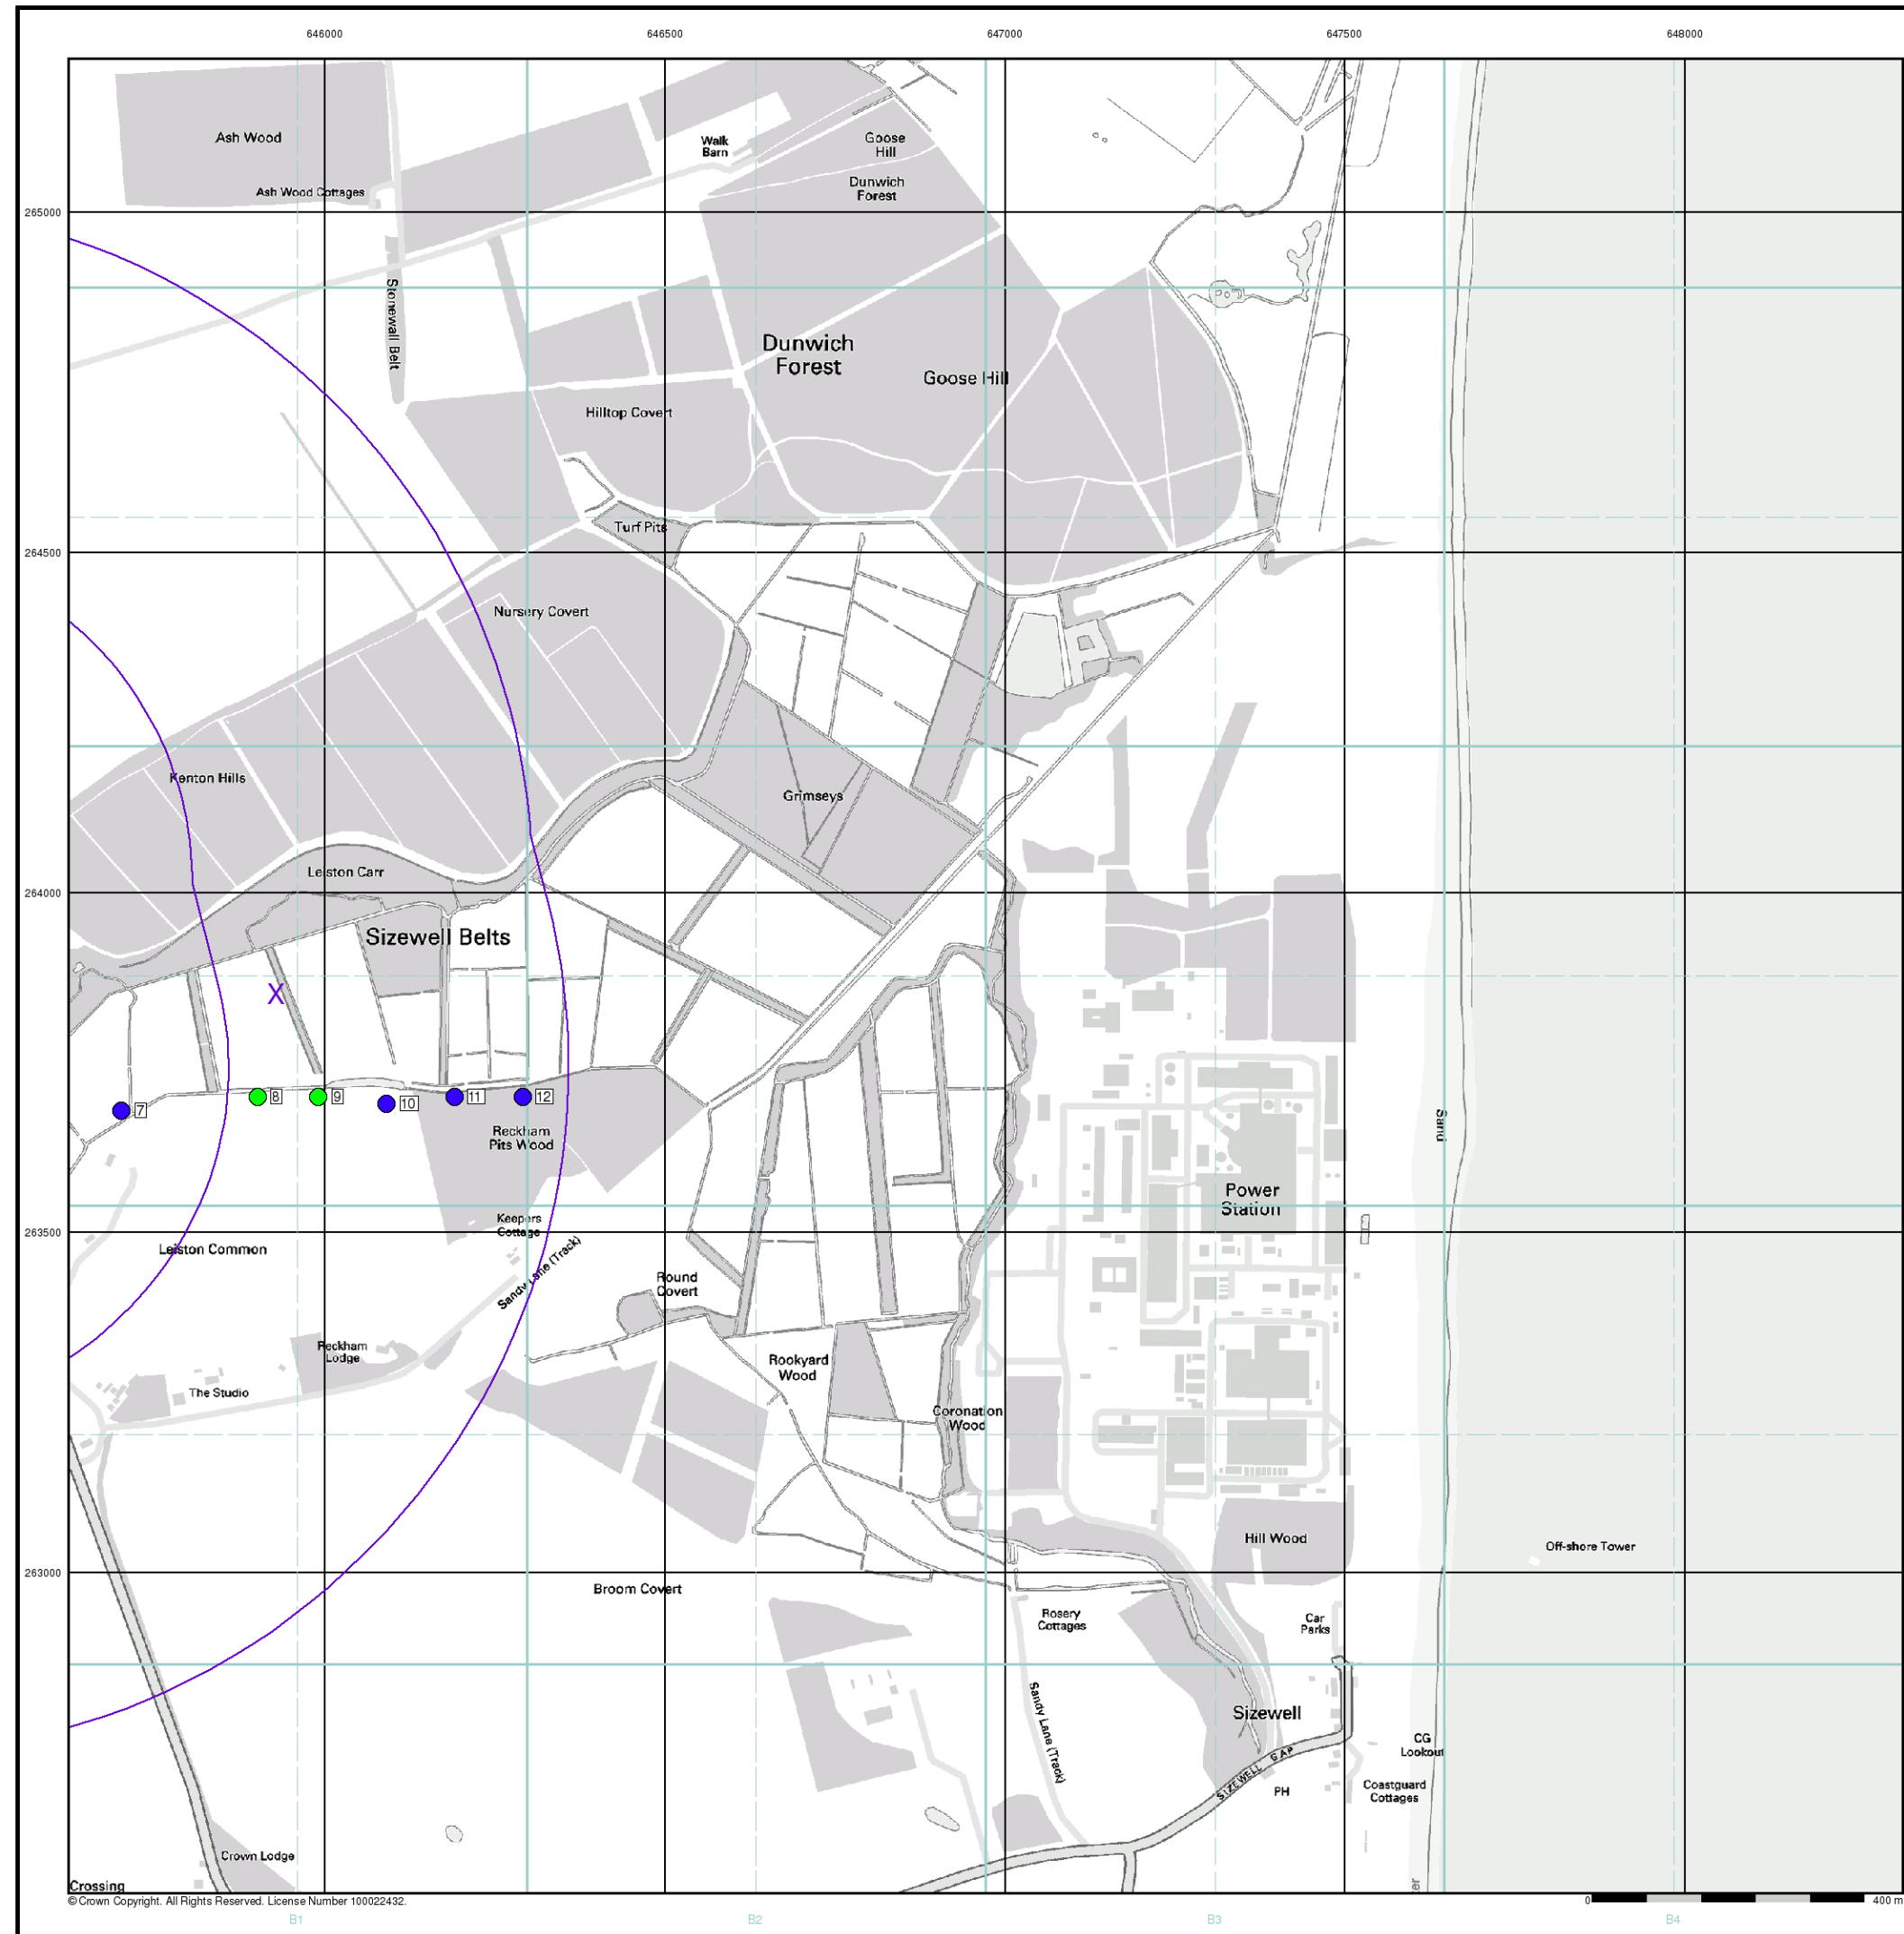 646000 646500 647000 647500 648000
Ash Wood
Walk
Barn
Goose
Hill
Ash Wood Cottages
Dunwich
Forest
265000
Stonewall Belt
Dunwich
Forest
Goose Hill
Hilltop Covert
Turf Pits
264500
Nursery Covert
Kenton Hills
Grimseys
Leiston Carr
264000
Sizewell Belts
X
7
8
9
10
11
12
Reckham
Pits Wood
Sand
Power
Station
Keepers
Cottage
263500
Leiston Common
Sandy Lane (Track)
Round
Covert
Reckham
Lodge
Rookyard
Wood
The Studio
Coronation
Wood
Hill Wood
Off-shore Tower
263000
Broom Covert
Rosery
Cottages
Car
Parks
Sandy Lane (Track)
Sizewell
CG
Lookout
SIZEWELL GAP
PH
Coastguard
Cottages
Crown Lodge
Crossing
© Crown Copyright. All Rights Reserved. License Number 100022432.
0 400 m
B1 B2 B3 B4